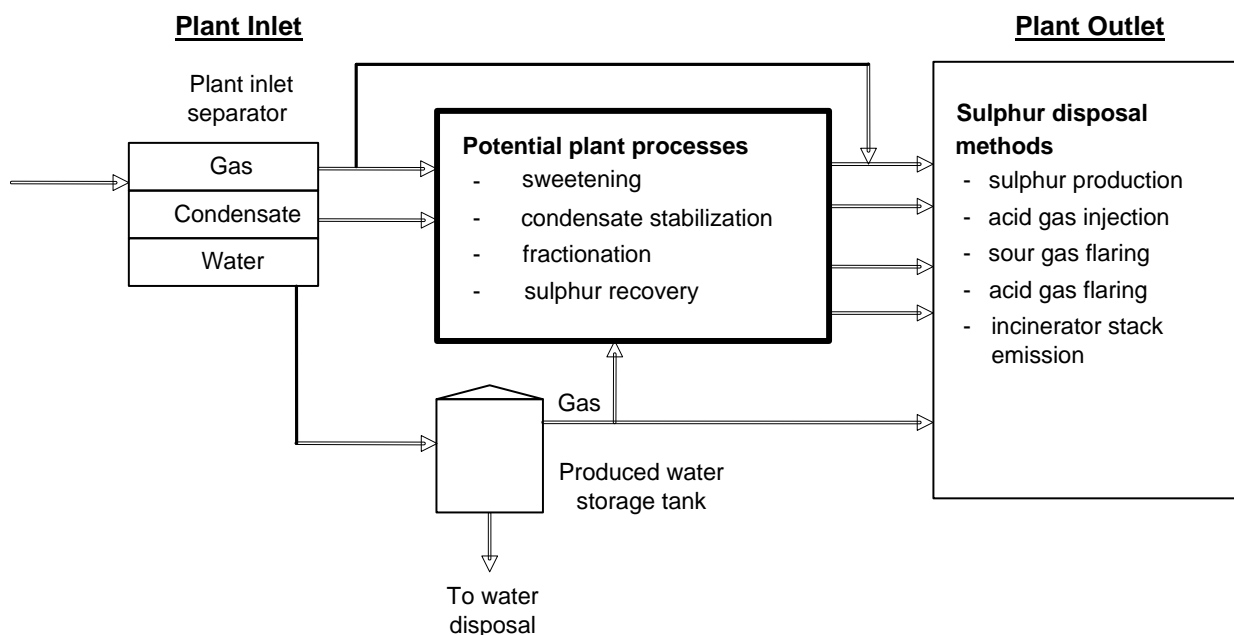 Plant Inlet
Plant Outlet
Plant inlet
separator
Gas
Condensate
Water
Potential plant processes
- sweetening
- condensate stabilization
- fractionation
- sulphur recovery
Sulphur disposal
methods
- sulphur production
- acid gas injection
- sour gas flaring
- acid gas flaring
- incinerator stack
emission
Gas
Produced water
storage tank
To water
disposal